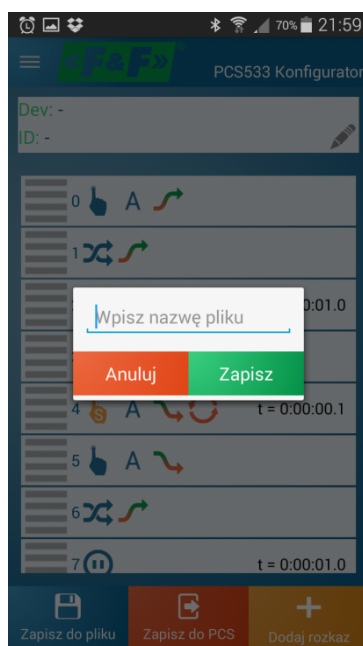 70% 21:59
«F&F»
PCS533 Konfigurator
Dev: -
ID: -
0 A
1
0:01.0
Wpisz nazwę pliku
Anuluj Zapisz
4 S A t = 0:00:00.1
5 A
6
7 t = 0:00:01.0
Zapisz do pliku Zapisz do PCS Dodaj rozkaz